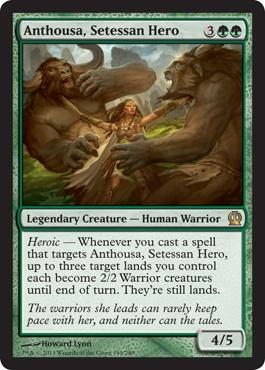 Anthousa, Setessan Hero 3
Legendary Creature — Human Warrior
Heroic — Whenever you cast a spell
that targets Anthousa, Setessan Hero,
up to three target lands you control
each become 2/2 Warrior creatures
until end of turn. They're still lands.
The warriors she leads can rarely keep
pace with her, and neither can the tales.
Howard Lyon
4/5